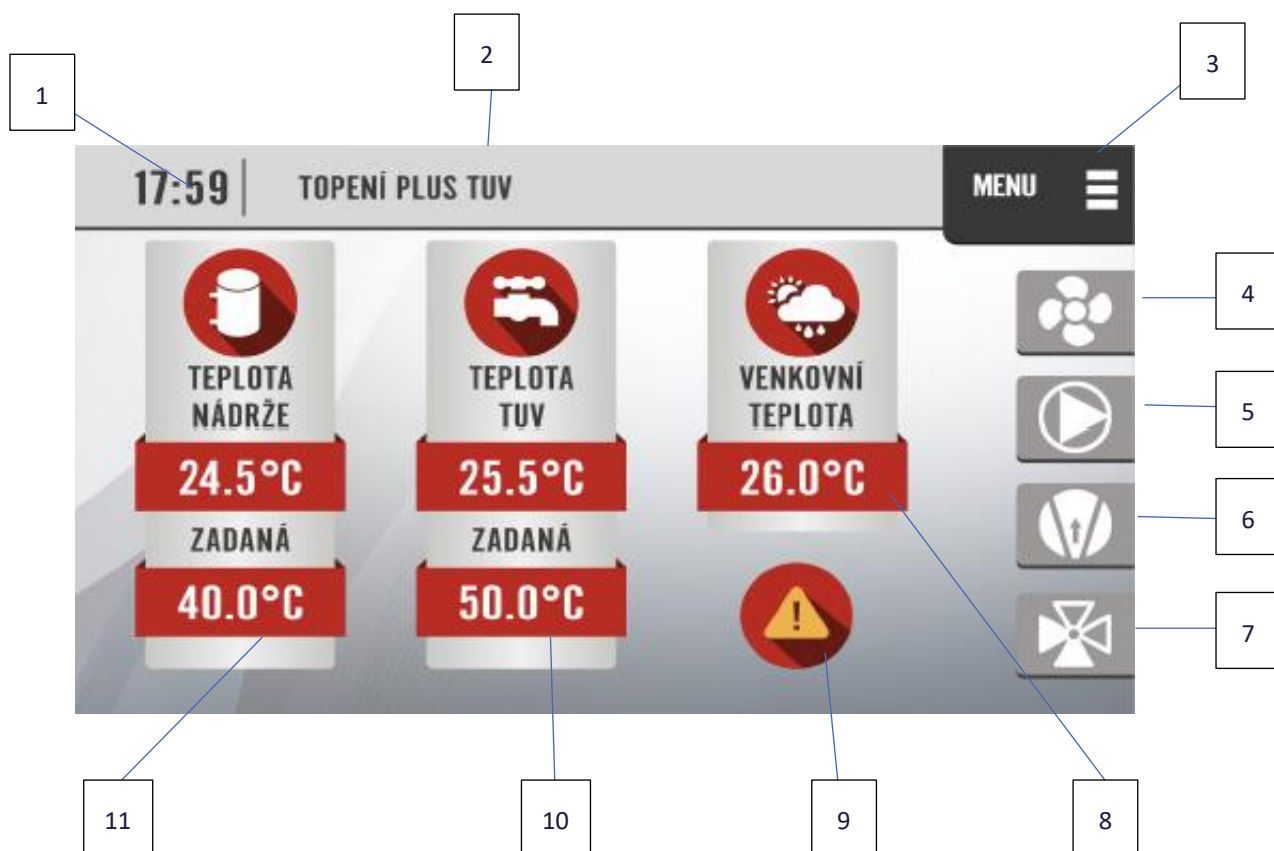 2
3
1
17:59 TOPENÍ PLUS TUV MENU
4
TEPLOTA
NÁDRŽE
24.5°C
ZADANÁ
40.0°C
TEPLOTA
TUV
25.5°C
ZADANÁ
50.0°C
VENKOVNÍ
TEPLOTA
26.0°C
!
5
6
7
11
10
9
8